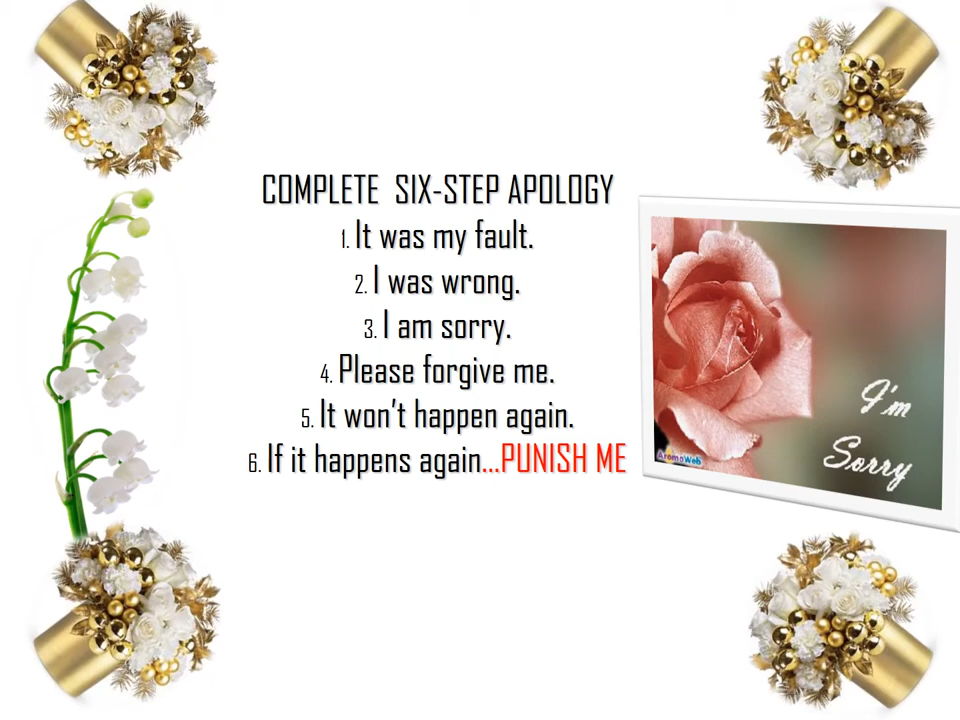 COMPLETE SIX-STEP APOLOGY
1. It was my fault.
2. I was wrong.
3. I am sorry.
4. Please forgive me.
5. It won't happen again.
6. If it happens again...PUNISH ME
I'm
Sorry
AromaWeb